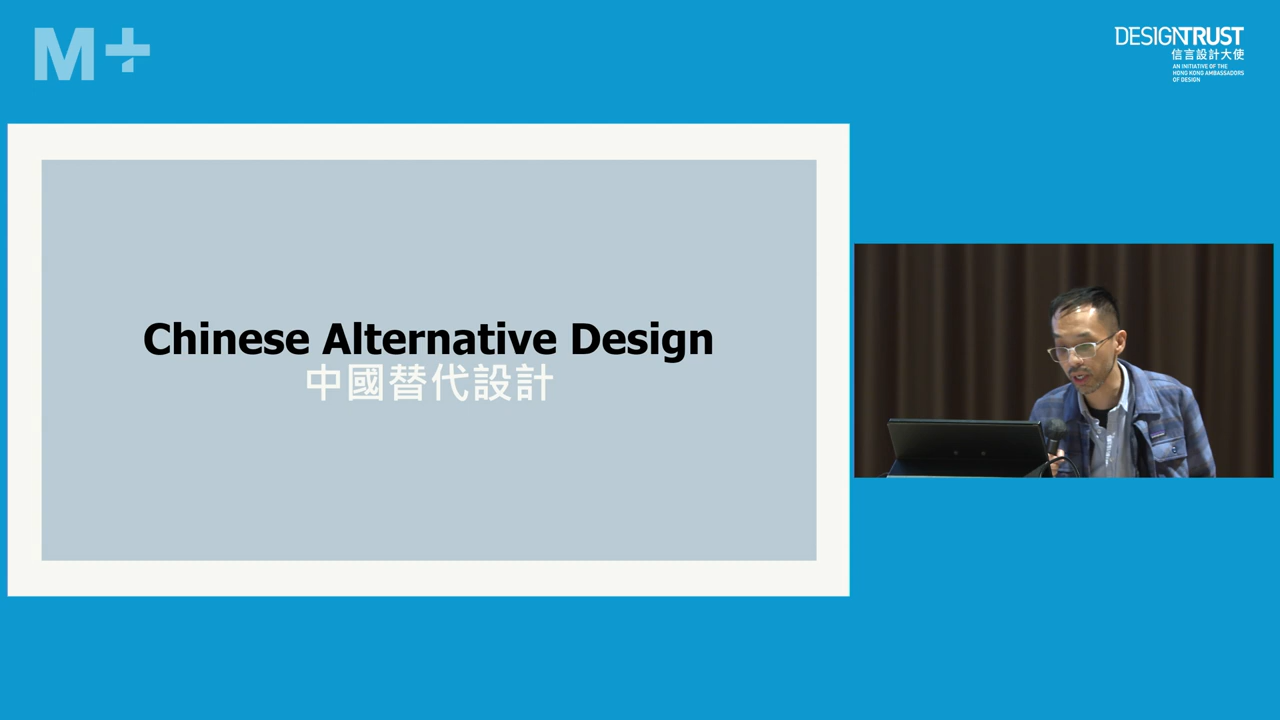 M+
DESIGNTRUST
信言設計大使
AN INITIATIVE OF THE
HONG KONG AMBASSADORS
OF DESIGN
Chinese Alternative Design
中國替代設計